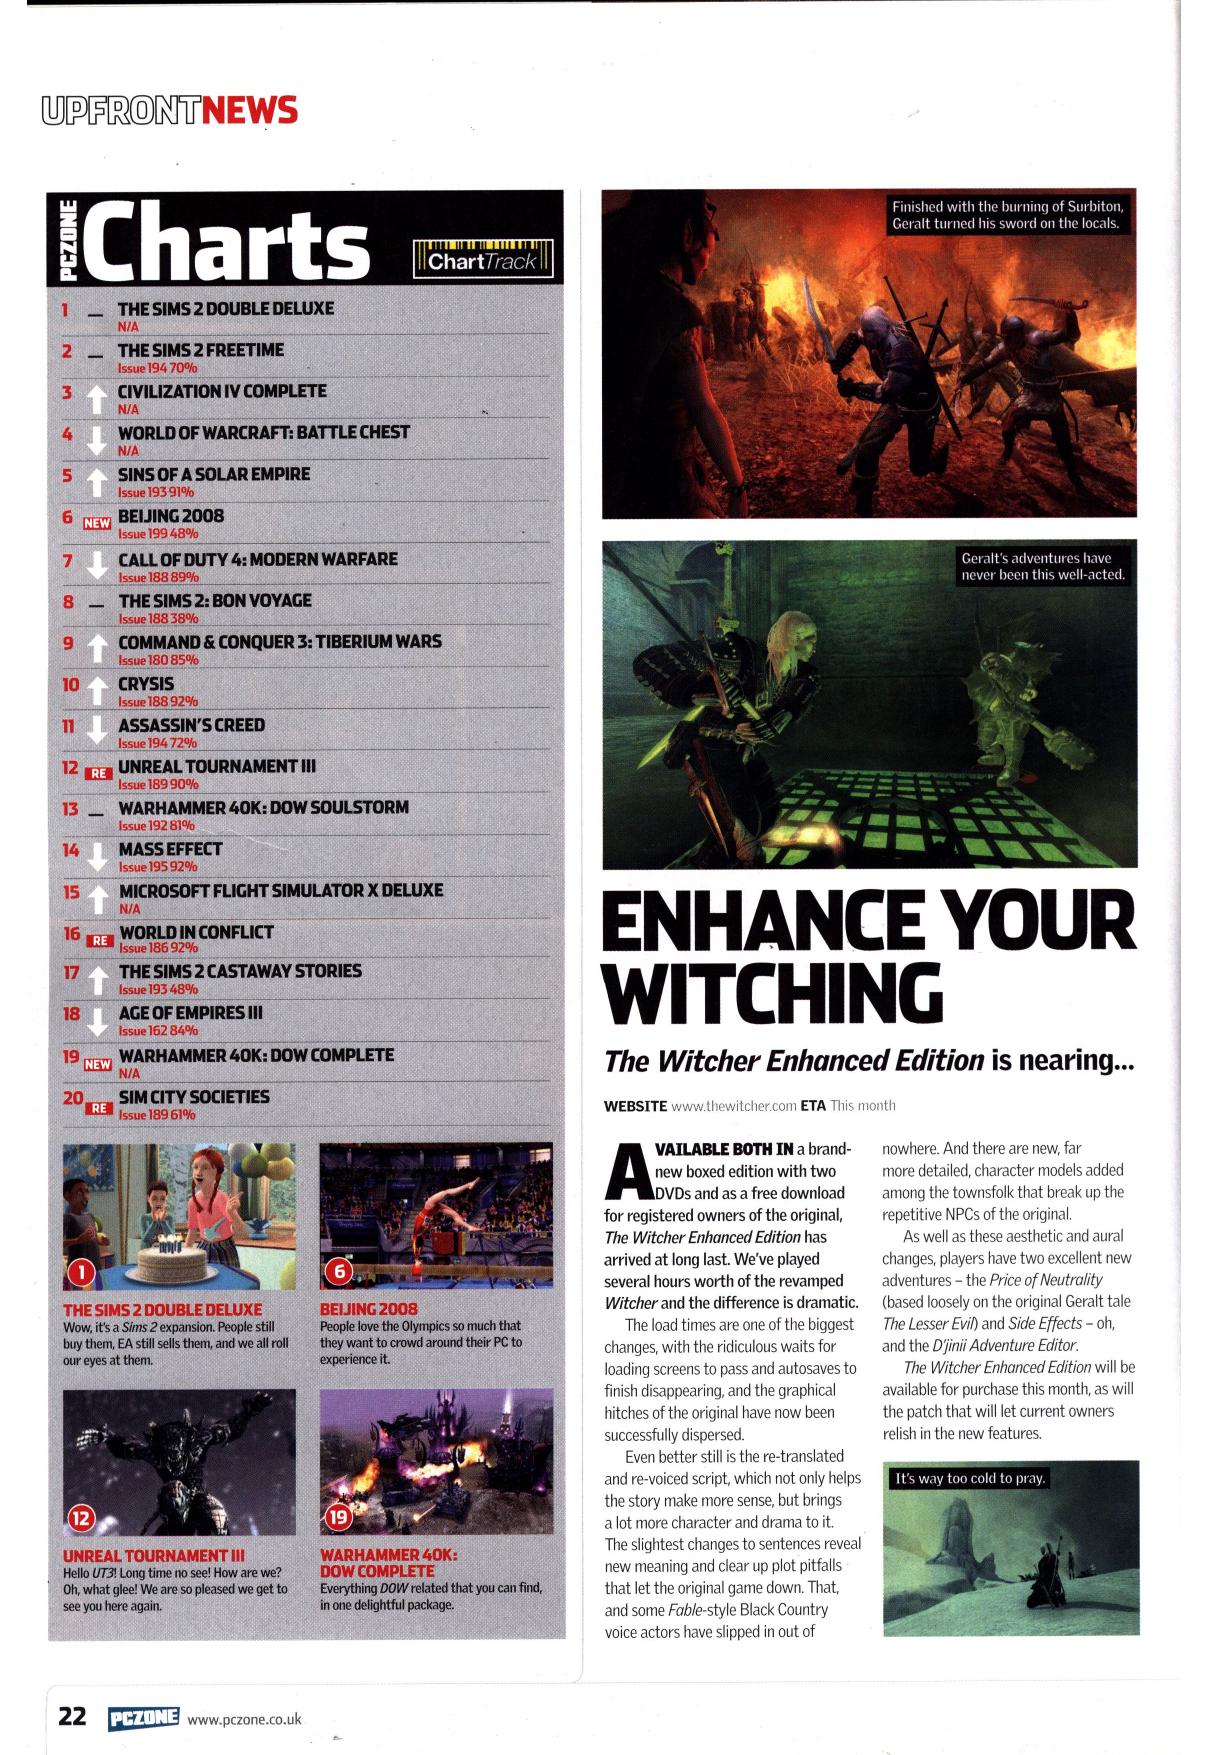 UPFRONTNEWS
PCZONE Charts
ChartTrack
1 – THE SIMS 2 DOUBLE DELUXE
N/A
2 – THE SIMS 2 FREETIME
Issue 194 70%
3 CIVILIZATION IV COMPLETE
N/A
4 WORLD OF WARCRAFT: BATTLE CHEST
N/A
5 SINS OF A SOLAR EMPIRE
Issue 193 91%
6 NEW BEIJING 2008
Issue 199 48%
7 CALL OF DUTY 4: MODERN WARFARE
Issue 188 89%
8 – THE SIMS 2: BON VOYAGE
Issue 188 38%
9 COMMAND & CONQUER 3: TIBERIUM WARS
Issue 180 85%
10 CRYSIS
Issue 188 92%
11 ASSASSIN'S CREED
Issue 194 72%
12 RE UNREAL TOURNAMENT III
Issue 189 90%
13 – WARHAMMER 40K: DOW SOULSTORM
Issue 192 81%
14 MASS EFFECT
Issue 195 92%
15 MICROSOFT FLIGHT SIMULATOR X DELUXE
N/A
16 RE WORLD IN CONFLICT
Issue 186 92%
17 THE SIMS 2 CASTAWAY STORIES
Issue 193 48%
18 AGE OF EMPIRES III
Issue 162 84%
19 NEW WARHAMMER 40K: DOW COMPLETE
N/A
20 RE SIM CITY SOCIETIES
Issue 189 61%
1
THE SIMS 2 DOUBLE DELUXE
Wow, it's a Sims 2 expansion. People still
buy them, EA still sells them, and we all roll
our eyes at them.
6
BEIJING 2008
People love the Olympics so much that
they want to crowd around their PC to
experience it.
12
UNREAL TOURNAMENT III
Hello UT3! Long time no see! How are we?
Oh, what glee! We are so pleased we get to
see you here again.
19
WARHAMMER 40K:
DOW COMPLETE
Everything DOW related that you can find,
in one delightful package.
Finished with the burning of Surbiton,
Geralt turned his sword on the locals.
Geralt's adventures have
never been this well-acted.
ENHANCE YOUR
WITCHING
The Witcher Enhanced Edition is nearing...
WEBSITE www.thewitcher.com ETA This month
AVAILABLE BOTH IN a brand-
new boxed edition with two
DVDs and as a free download
for registered owners of the original,
The Witcher Enhanced Edition has
arrived at long last. We've played
several hours worth of the revamped
Witcher and the difference is dramatic.
The load times are one of the biggest
changes, with the ridiculous waits for
loading screens to pass and autosaves to
finish disappearing, and the graphical
hitches of the original have now been
successfully dispersed.
Even better still is the re-translated
and re-voiced script, which not only helps
the story make more sense, but brings
a lot more character and drama to it.
The slightest changes to sentences reveal
new meaning and clear up plot pitfalls
that let the original game down. That,
and some Fable-style Black Country
voice actors have slipped in out of
nowhere. And there are new, far
more detailed, character models added
among the townsfolk that break up the
repetitive NPCs of the original.
As well as these aesthetic and aural
changes, players have two excellent new
adventures – the Price of Neutrality
(based loosely on the original Geralt tale
The Lesser Evil) and Side Effects – oh,
and the D'jinii Adventure Editor.
The Witcher Enhanced Edition will be
available for purchase this month, as will
the patch that will let current owners
relish in the new features.
It's way too cold to pray.
22 PCZONE www.pczone.co.uk